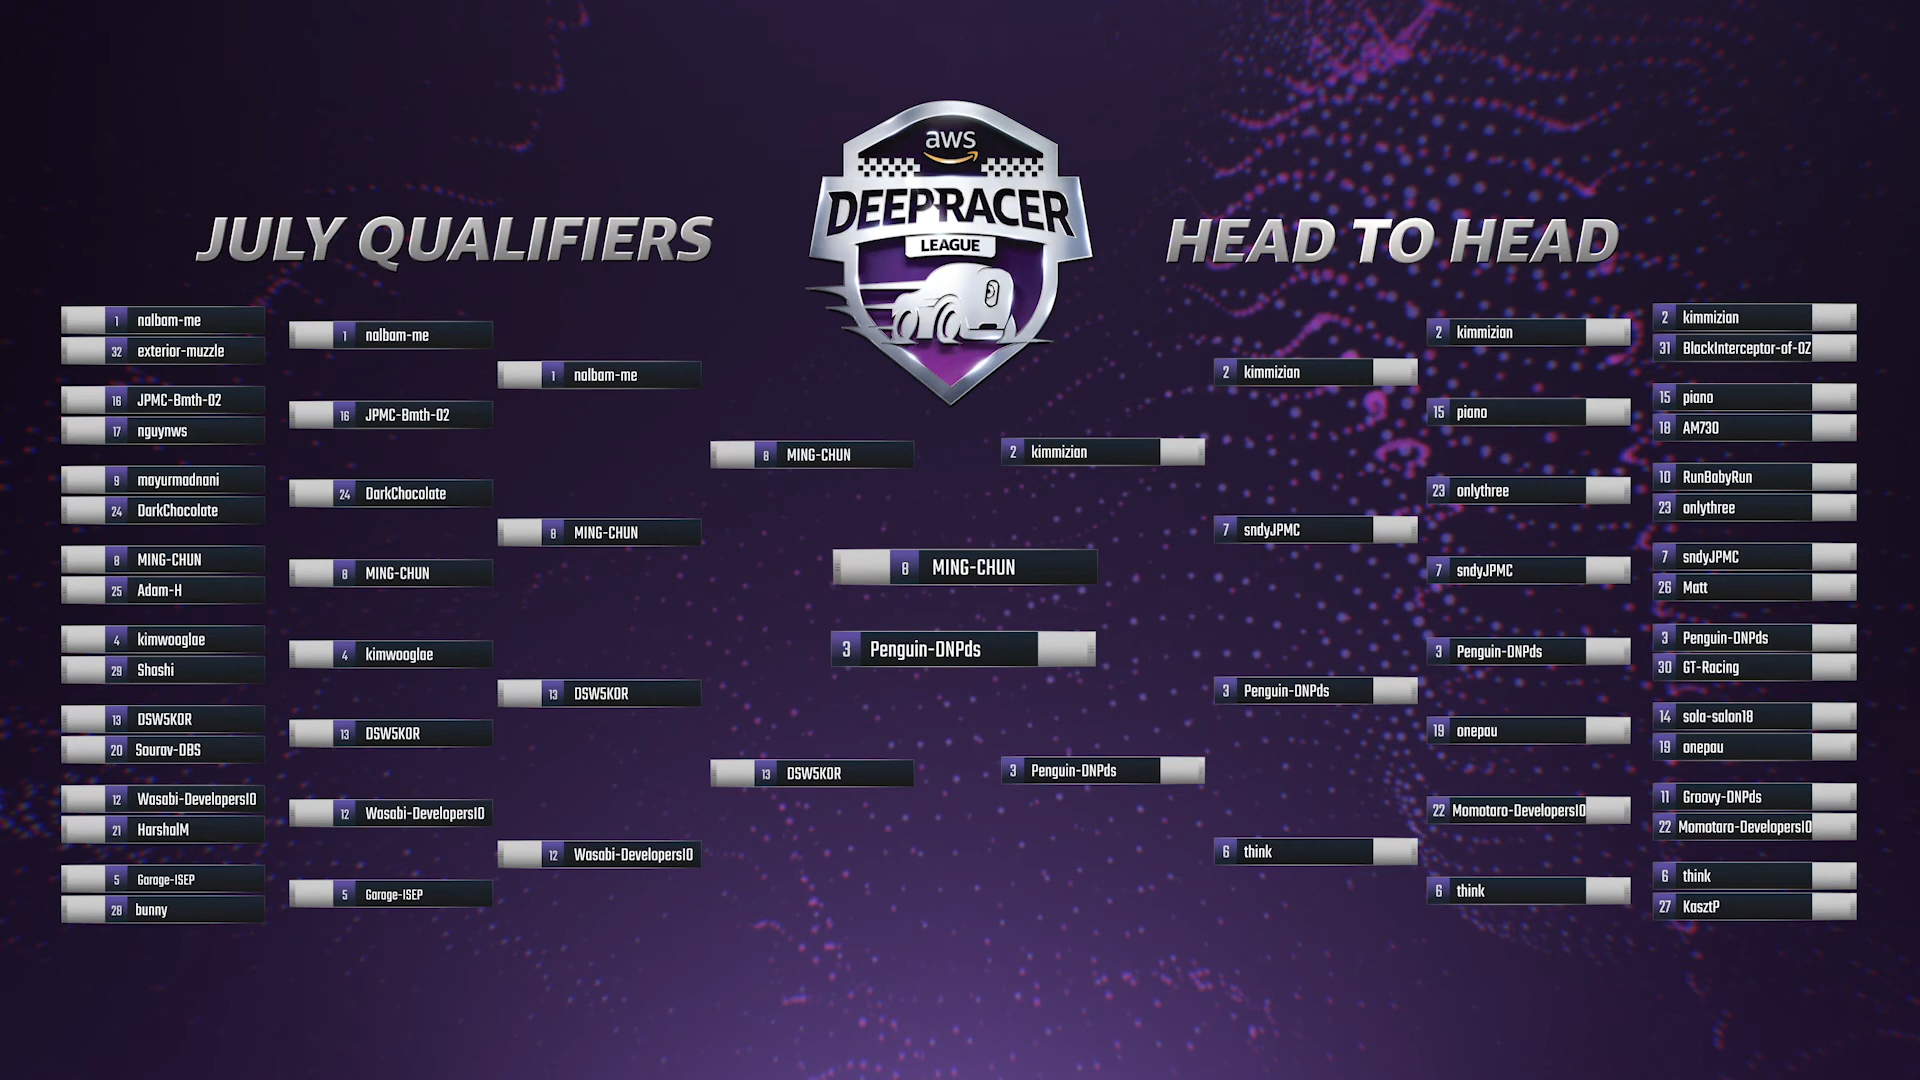 aws
DEEPRACER
LEAGUE
JULY QUALIFIERS
HEAD TO HEAD
1 nalbam-me
32 exterior-muzzle
16 JPMC-Bmth-02
17 nguynws
9 mayurmadnani
24 DarkChocolate
8 MING-CHUN
25 Adam-H
4 kimwooglae
29 Shashi
13 DSW5KOR
20 Sourav-DBS
12 Wasabi-DevelopersIO
21 HarshalM
5 Garage-ISEP
28 bunny
1 nalbam-me
16 JPMC-Bmth-02
24 DarkChocolate
8 MING-CHUN
4 kimwooglae
13 DSW5KOR
12 Wasabi-DevelopersIO
5 Garage-ISEP
1 nalbam-me
8 MING-CHUN
13 DSW5KOR
12 Wasabi-DevelopersIO
8 MING-CHUN
13 DSW5KOR
8 MING-CHUN
3 Penguin-DNPds
2 kimmizian
3 Penguin-DNPds
2 kimmizian
7 sndyJPMC
3 Penguin-DNPds
6 think
2 kimmizian
15 piano
23 onlythree
7 sndyJPMC
3 Penguin-DNPds
19 onepau
22 Momotaro-DevelopersIO
6 think
2 kimmizian
31 BlackInterceptor-of-OZ
15 piano
18 AM730
10 RunBabyRun
23 onlythree
7 sndyJPMC
26 Matt
3 Penguin-DNPds
30 GT-Racing
14 sola-salon18
19 onepau
11 Groovy-DNPds
22 Momotaro-DevelopersIO
6 think
27 KasztP